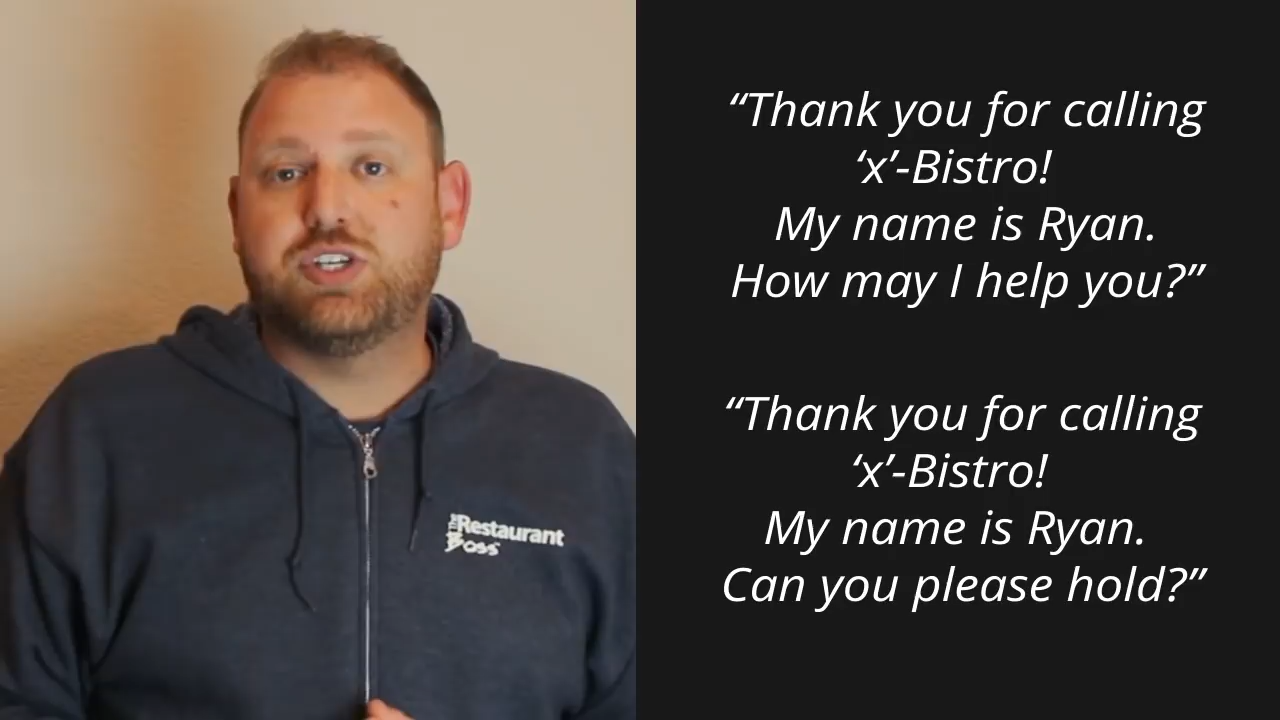 The
Restaurant
Boss
“Thank you for calling
‘x’-Bistro!
My name is Ryan.
How may I help you?”
“Thank you for calling
‘x’-Bistro!
My name is Ryan.
Can you please hold?”